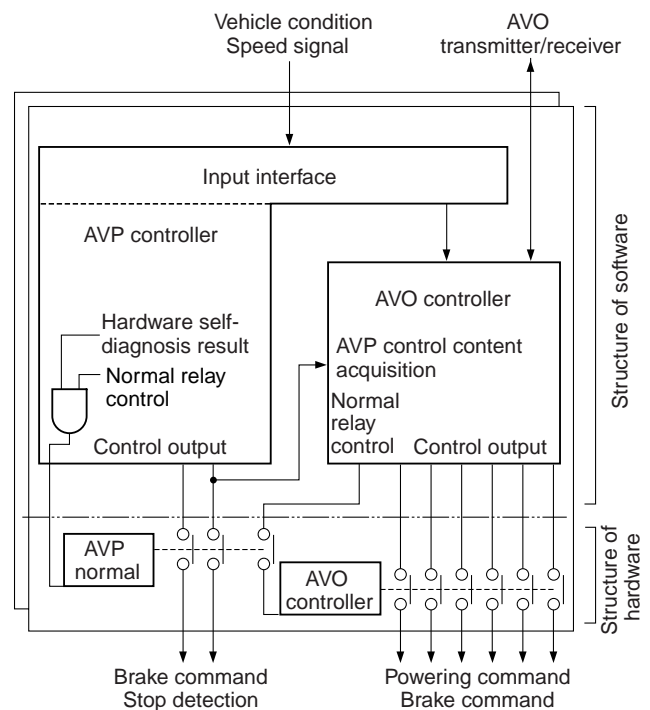 Vehicle condition
Speed signal
AVO
transmitter/receiver
Input interface
AVP controller
AVO controller
Hardware self-
diagnosis result
Normal relay
control
AVP control content
acquisition
Normal
relay
control
Control output
Control output
AVP
normal
AVO
controller
Brake command
Stop detection
Powering command
Brake command
Structure of software
Structure of
hardware